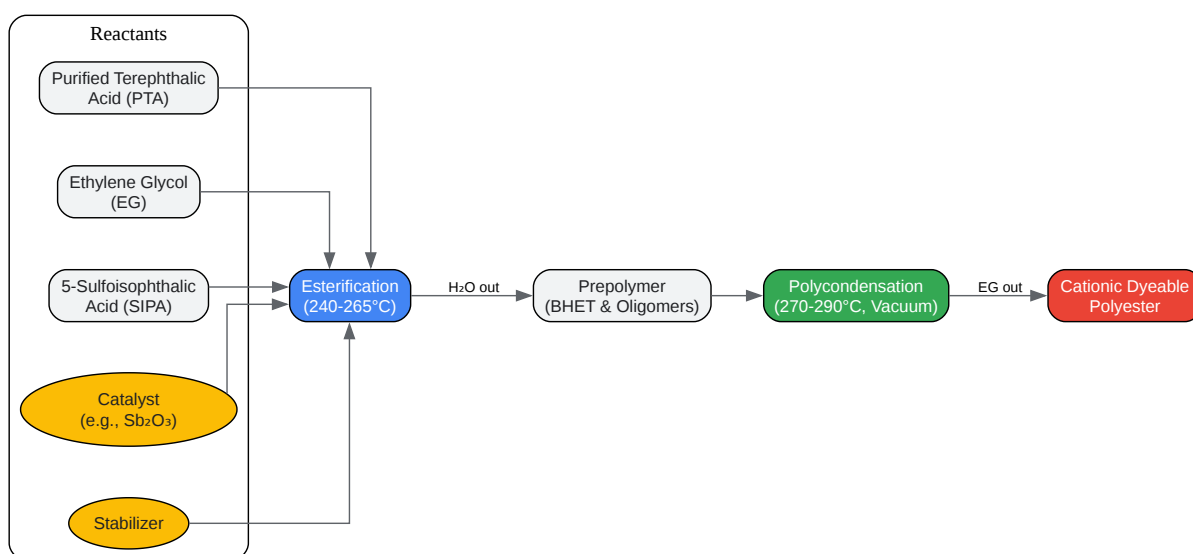 Reactants
Purified Terephthalic
Acid (PTA)
Ethylene Glycol
(EG)
5-Sulfoisophthalic
Acid (SIPA)
Catalyst
(e.g., Sb₂O₃)
Stabilizer
Esterification
(240-265°C)
H₂O out
Prepolymer
(BHET & Oligomers)
Polycondensation
(270-290°C, Vacuum)
EG out
Cationic Dyeable
Polyester